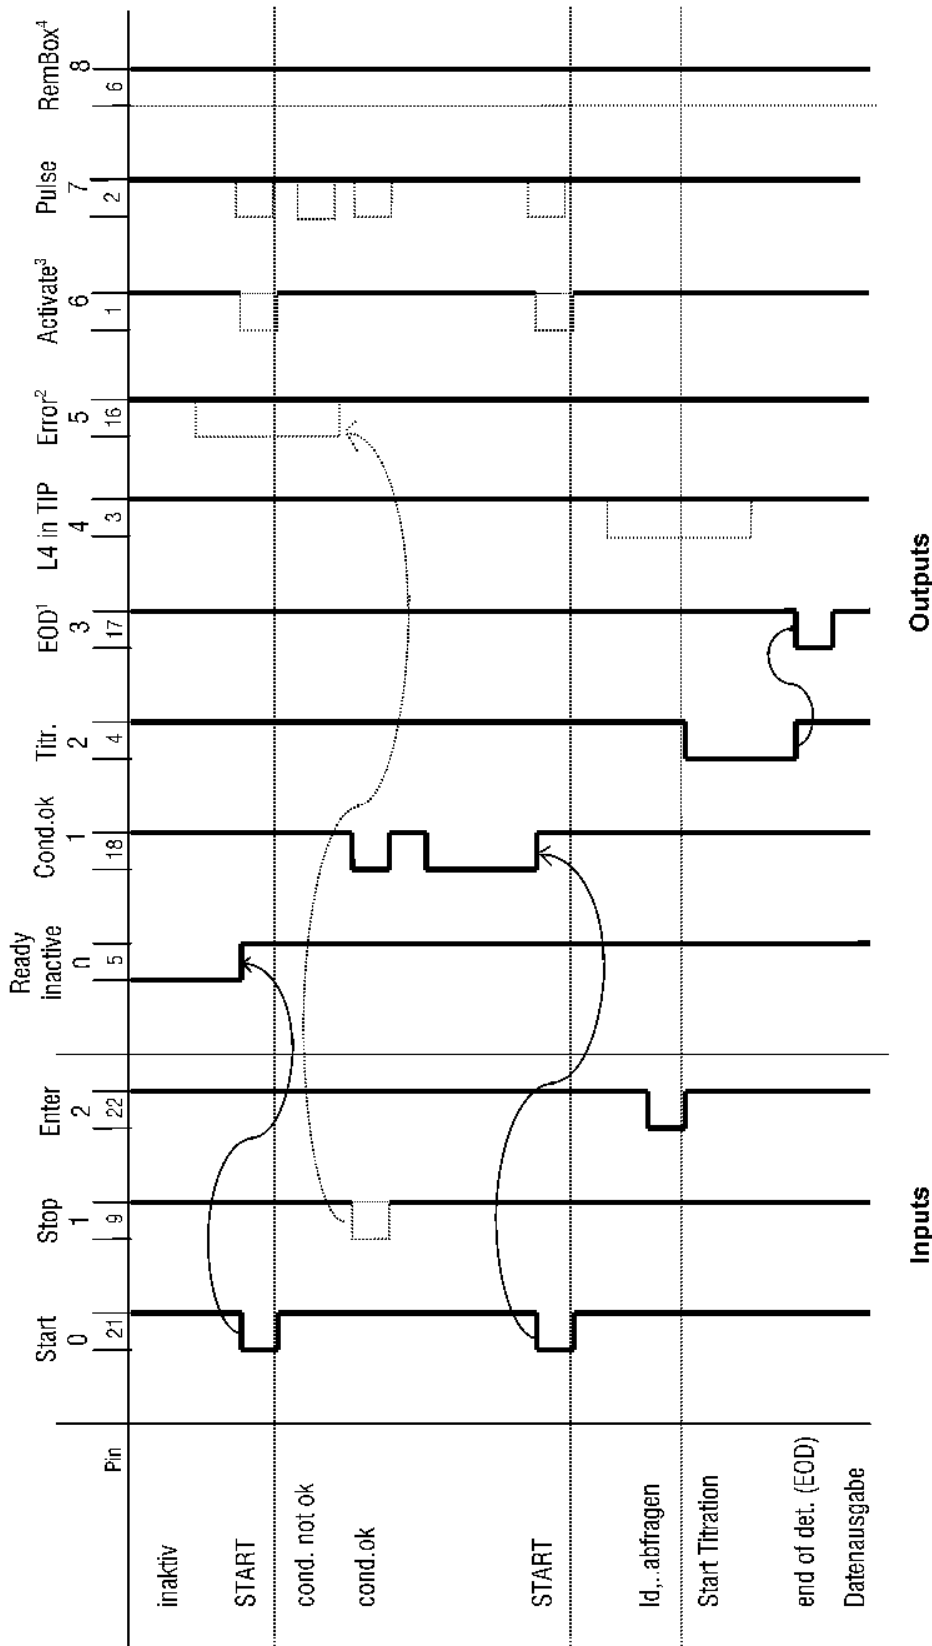 Pin
Start
0
21
Stop
1
9
Enter
2
22
Ready
inactive
0
5
Cond.ok
1
18
Titr.
2
4
EOD¹
3
17
L4 in TIP
4
3
Error²
5
16
Activate³
6
1
Pulse
7
2
RemBox⁴
8
6
inaktiv
START
cond. not ok
cond.ok
START
Id,..abfragen
Start Titration
end of det. (EOD)
Datenausgabe
Inputs
Outputs